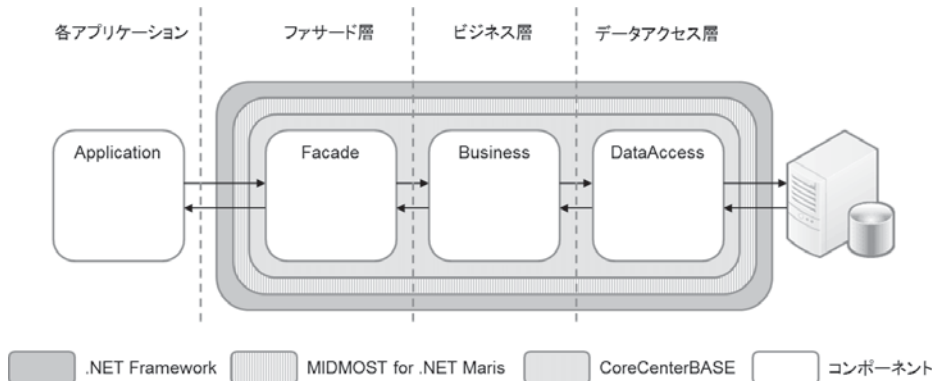 各アプリケーション
ファサード層
ビジネス層
データアクセス層
Application
Facade
Business
DataAccess
.NET Framework
MIDMOST for .NET Maris
CoreCenterBASE
コンポーネント